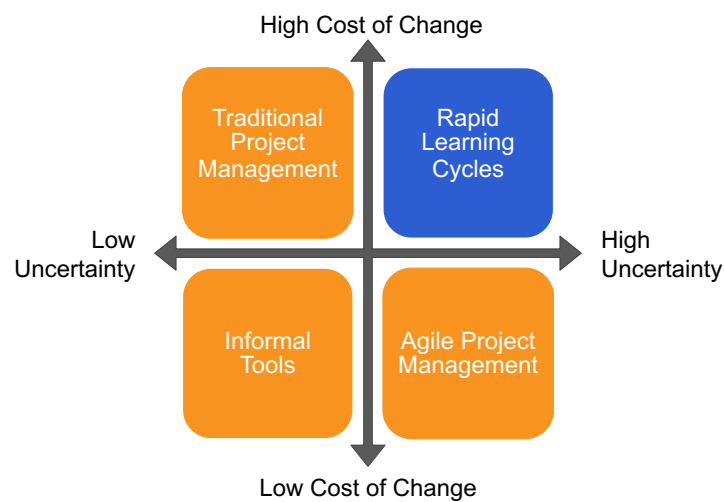 High Cost of Change
Traditional
Project
Management
Rapid
Learning
Cycles
Low
Uncertainty
High
Uncertainty
Informal
Tools
Agile Project
Management
Low Cost of Change